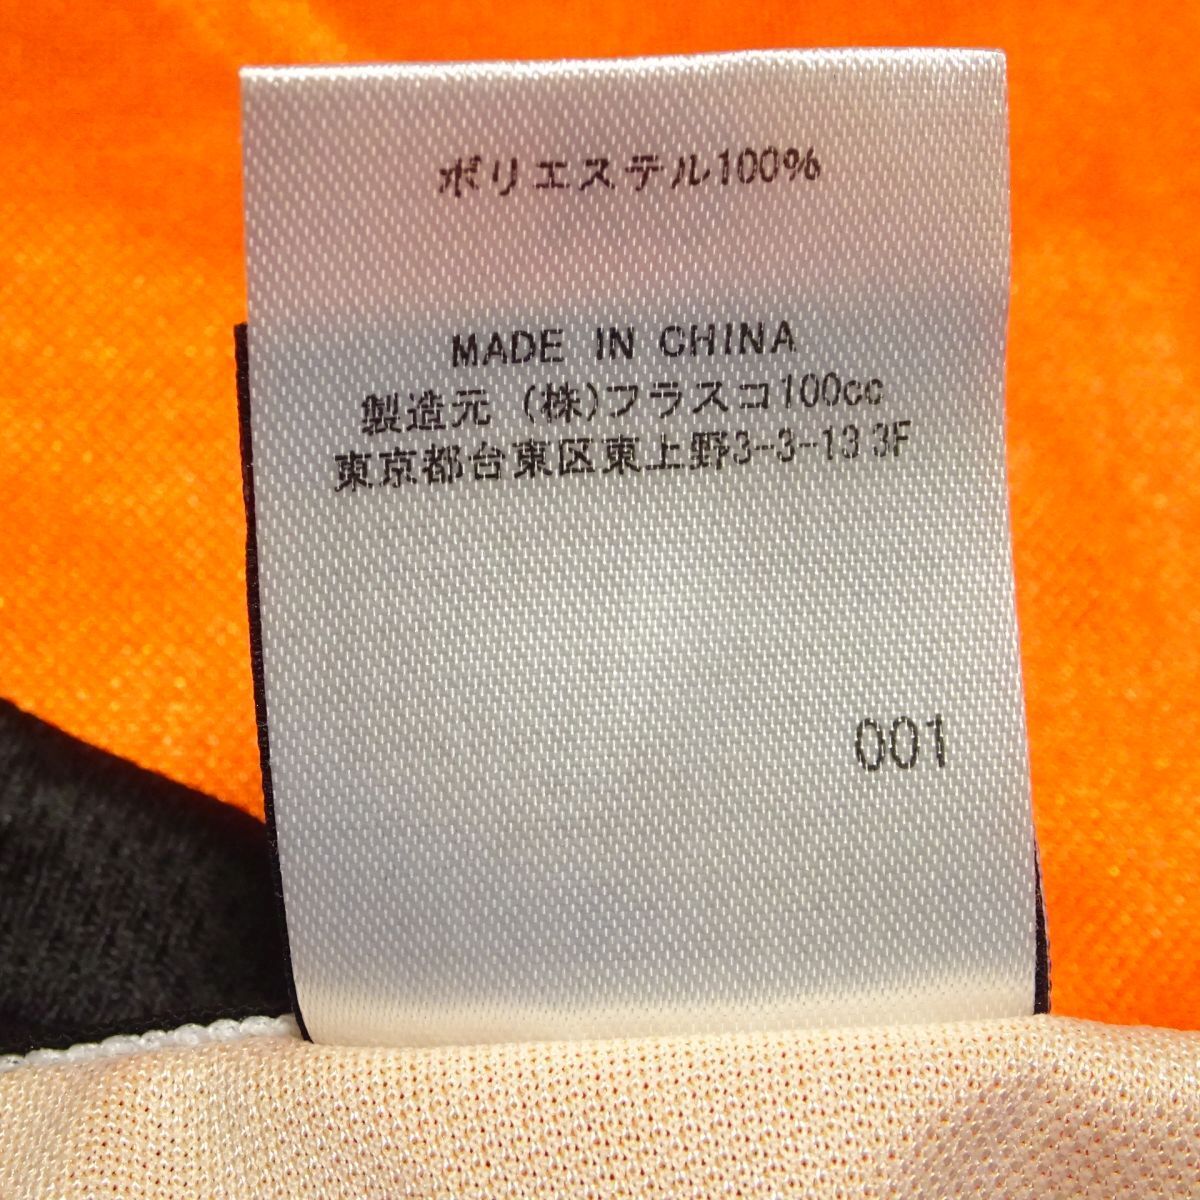 ポリエステル100%
MADE IN CHINA
製造元 (株)フラスコ100cc
東京都台東区東上野3-3-13 3F
001